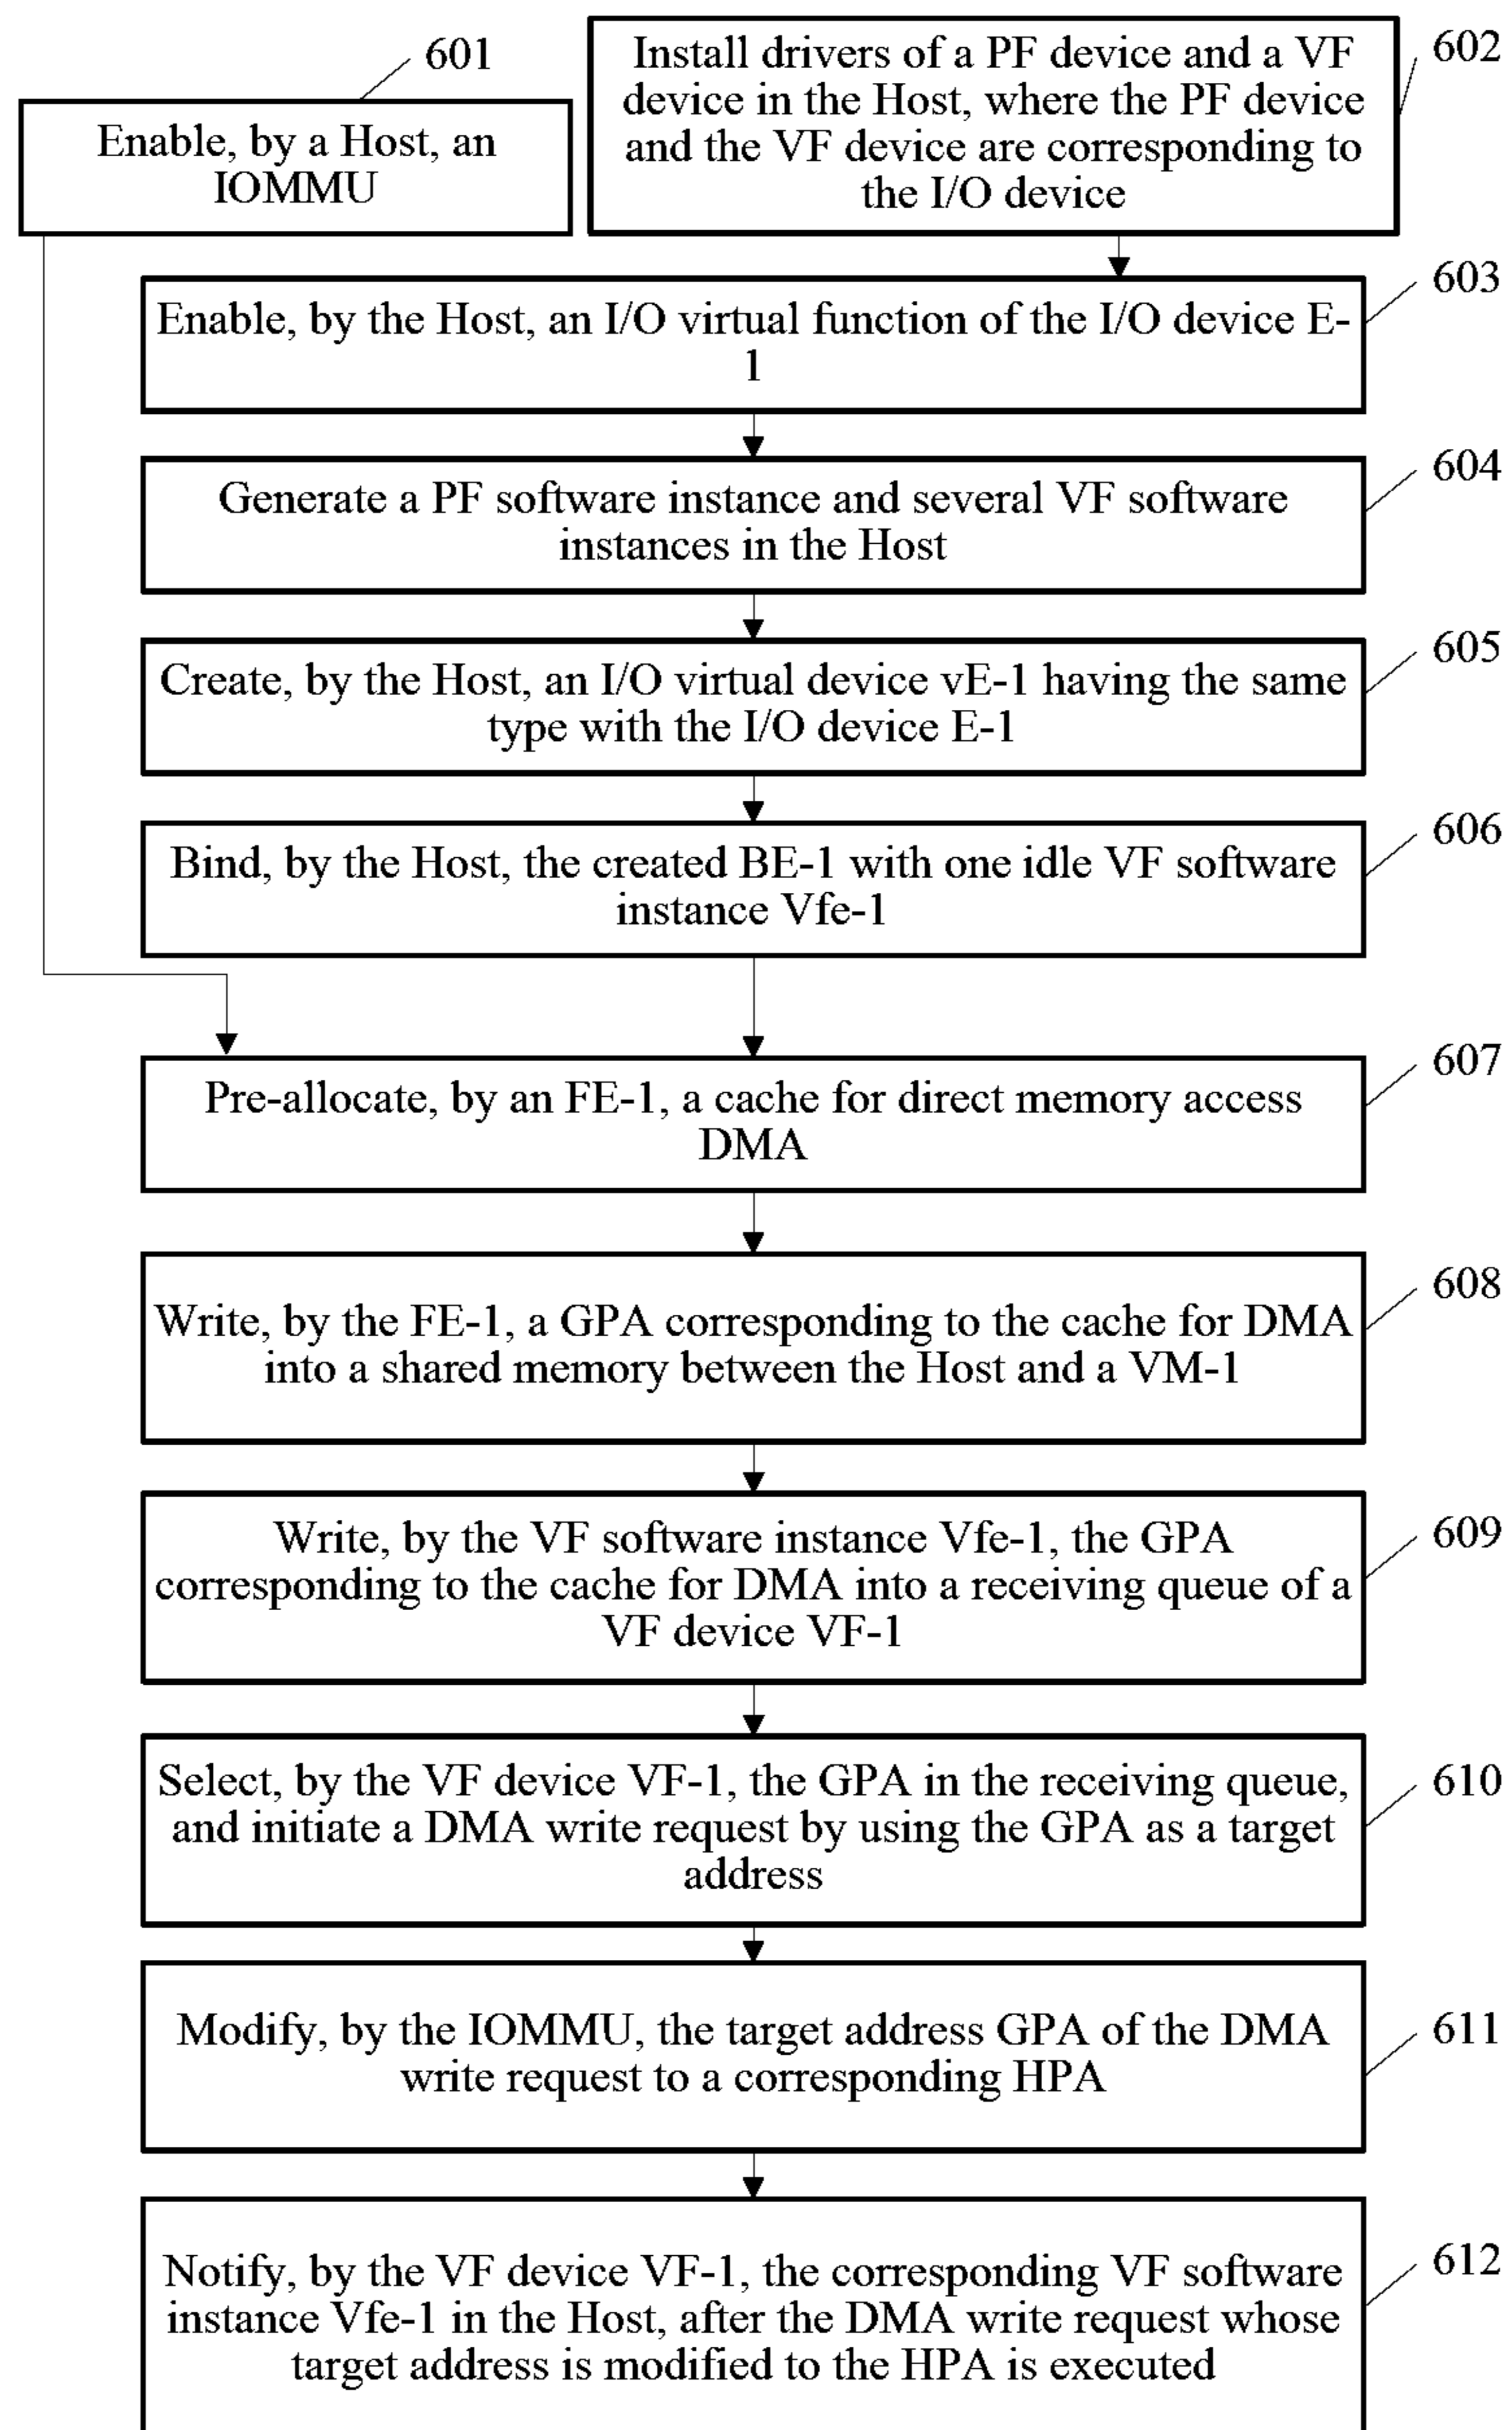 601
Enable, by a Host, an
IOMMU
602
Install drivers of a PF device and a VF
device in the Host, where the PF device
and the VF device are corresponding to
the I/O device
603
Enable, by the Host, an I/O virtual function of the I/O device E-
1
604
Generate a PF software instance and several VF software
instances in the Host
605
Create, by the Host, an I/O virtual device vE-1 having the same
type with the I/O device E-1
606
Bind, by the Host, the created BE-1 with one idle VF software
instance Vfe-1
607
Pre-allocate, by an FE-1, a cache for direct memory access
DMA
608
Write, by the FE-1, a GPA corresponding to the cache for DMA
into a shared memory between the Host and a VM-1
609
Write, by the VF software instance Vfe-1, the GPA
corresponding to the cache for DMA into a receiving queue of a
VF device VF-1
610
Select, by the VF device VF-1, the GPA in the receiving queue,
and initiate a DMA write request by using the GPA as a target
address
611
Modify, by the IOMMU, the target address GPA of the DMA
write request to a corresponding HPA
612
Notify, by the VF device VF-1, the corresponding VF software
instance Vfe-1 in the Host, after the DMA write request whose
target address is modified to the HPA is executed